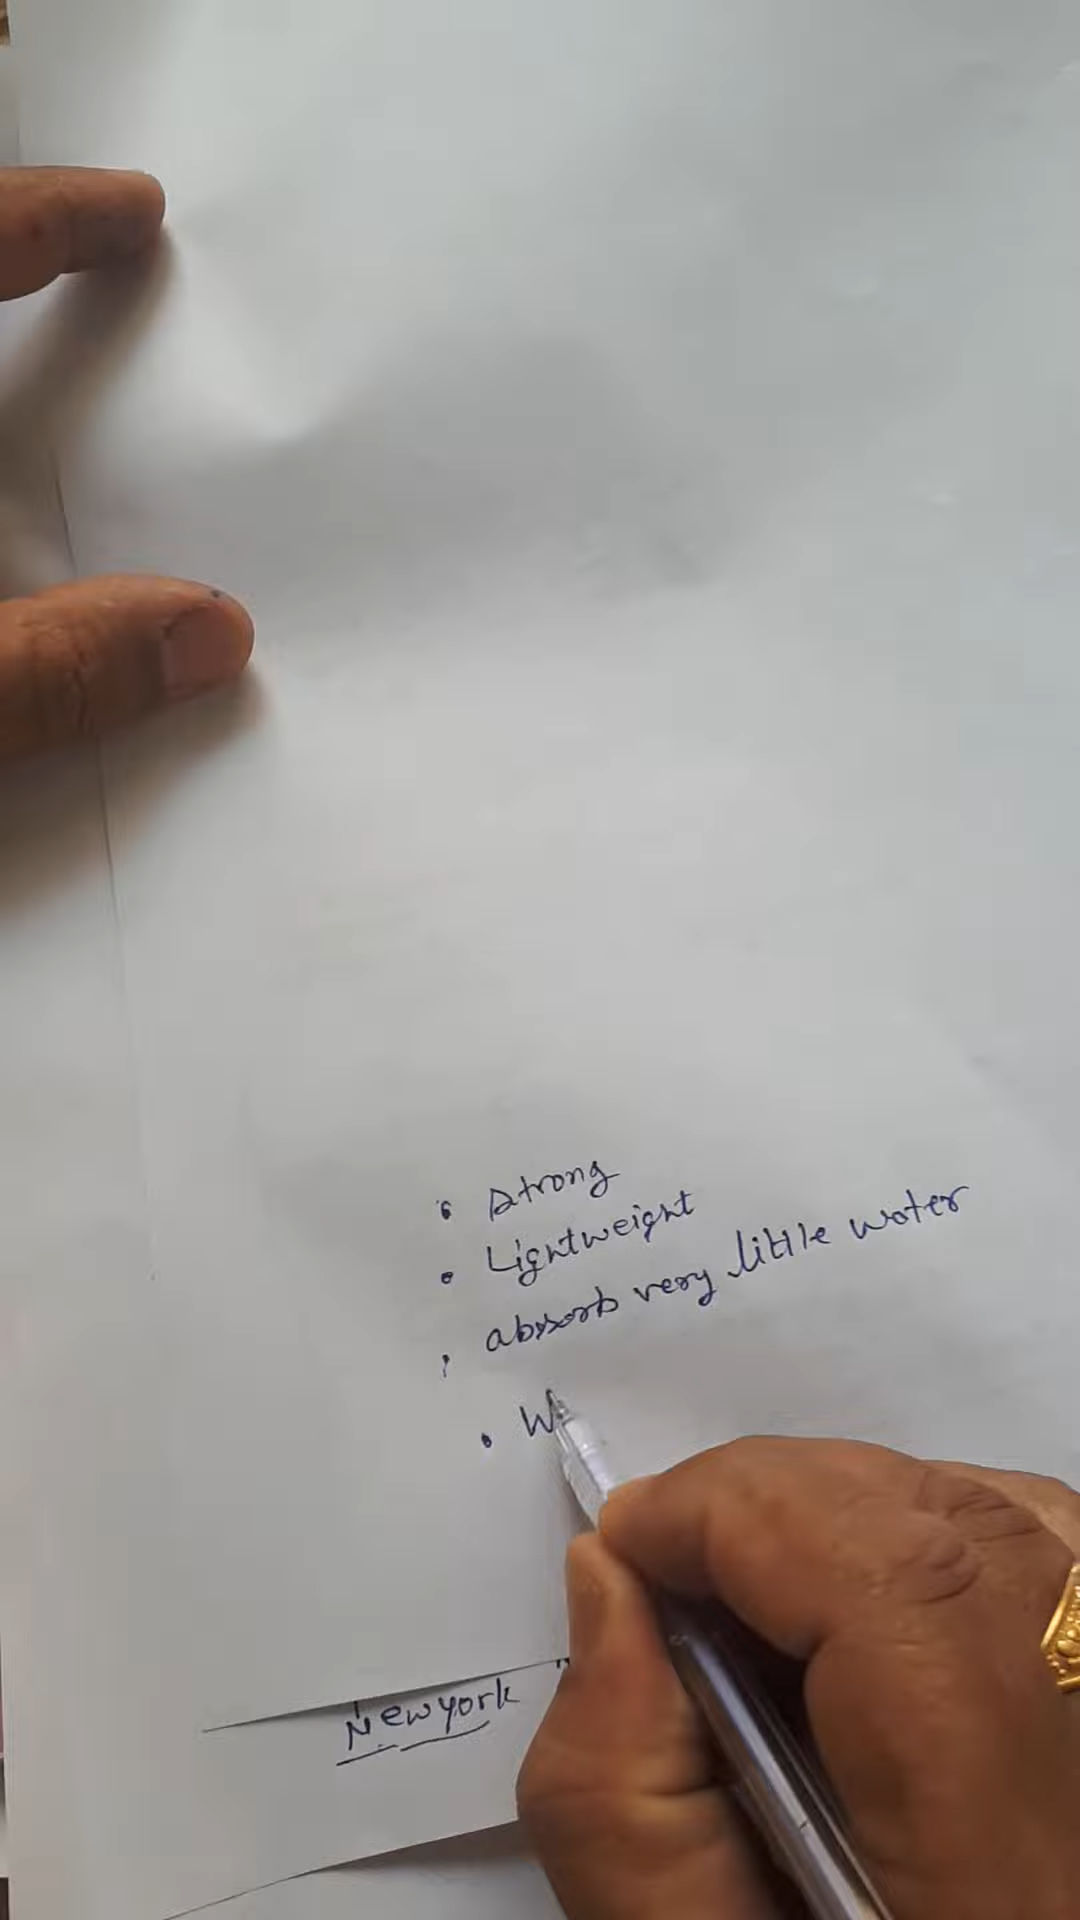 • Strong
• Lightweight
• absorb very little water
• W
Newyork